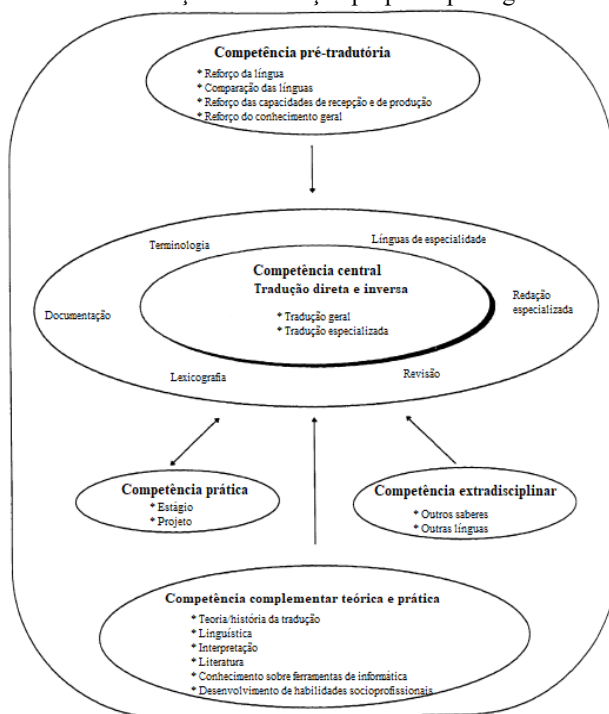 Competência pré-tradutória
* Reforço da língua
* Comparação das línguas
* Reforço das capacidades de recepção e de produção
* Reforço do conhecimento geral
Terminologia
Línguas de especialidade
Competência central
Tradução direta e inversa
* Tradução geral
* Tradução especializada
Documentação
Redação
especializada
Lexicografia
Revisão
Competência prática
* Estágio
* Projeto
Competência extradisciplinar
* Outros saberes
* Outras línguas
Competência complementar teórica e prática
* Teoria/história da tradução
* Linguística
* Interpretação
* Literatura
* Conhecimento sobre ferramentas de informática
* Desenvolvimento de habilidades socioprofissionais